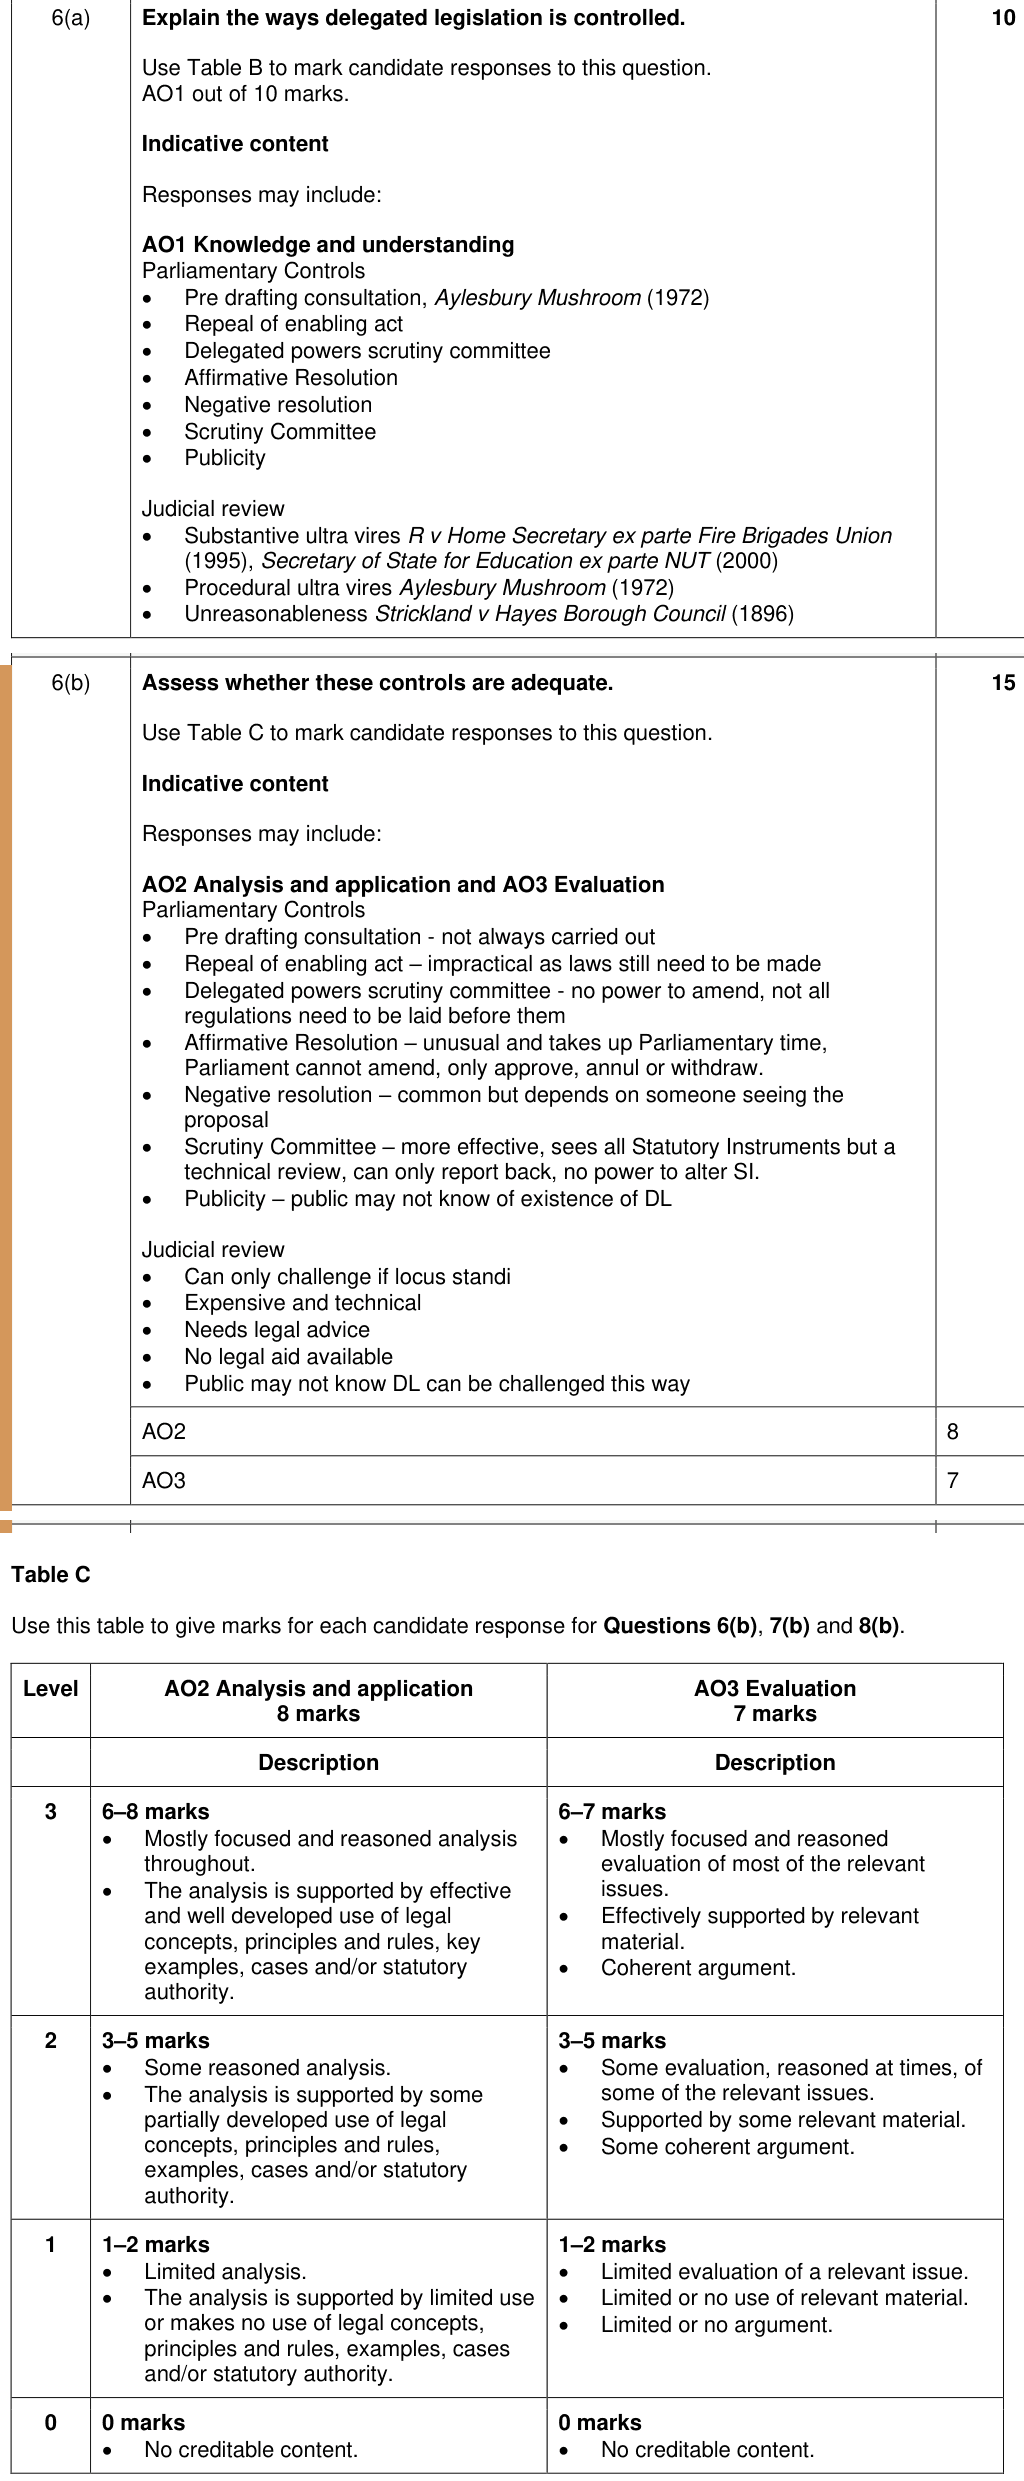 6(a)
Explain the ways delegated legislation is controlled.
10
Use Table B to mark candidate responses to this question.
AO1 out of 10 marks.
Indicative content
Responses may include:
AO1 Knowledge and understanding
Parliamentary Controls
• Pre drafting consultation, Aylesbury Mushroom (1972)
• Repeal of enabling act
• Delegated powers scrutiny committee
• Affirmative Resolution
• Negative resolution
• Scrutiny Committee
• Publicity
Judicial review
• Substantive ultra vires R v Home Secretary ex parte Fire Brigades Union
(1995), Secretary of State for Education ex parte NUT (2000)
• Procedural ultra vires Aylesbury Mushroom (1972)
• Unreasonableness Strickland v Hayes Borough Council (1896)
6(b)
Assess whether these controls are adequate.
15
Use Table C to mark candidate responses to this question.
Indicative content
Responses may include:
AO2 Analysis and application and AO3 Evaluation
Parliamentary Controls
• Pre drafting consultation - not always carried out
• Repeal of enabling act – impractical as laws still need to be made
• Delegated powers scrutiny committee - no power to amend, not all
regulations need to be laid before them
• Affirmative Resolution – unusual and takes up Parliamentary time,
Parliament cannot amend, only approve, annul or withdraw.
• Negative resolution – common but depends on someone seeing the
proposal
• Scrutiny Committee – more effective, sees all Statutory Instruments but a
technical review, can only report back, no power to alter SI.
• Publicity – public may not know of existence of DL
Judicial review
• Can only challenge if locus standi
• Expensive and technical
• Needs legal advice
• No legal aid available
• Public may not know DL can be challenged this way
AO2
8
AO3
7
Table C
Use this table to give marks for each candidate response for Questions 6(b), 7(b) and 8(b).
Level
AO2 Analysis and application
8 marks
AO3 Evaluation
7 marks
Description
Description
3
6–8 marks
• Mostly focused and reasoned analysis
throughout.
• The analysis is supported by effective
and well developed use of legal
concepts, principles and rules, key
examples, cases and/or statutory
authority.
6–7 marks
• Mostly focused and reasoned
evaluation of most of the relevant
issues.
• Effectively supported by relevant
material.
• Coherent argument.
2
3–5 marks
• Some reasoned analysis.
• The analysis is supported by some
partially developed use of legal
concepts, principles and rules,
examples, cases and/or statutory
authority.
3–5 marks
• Some evaluation, reasoned at times, of
some of the relevant issues.
• Supported by some relevant material.
• Some coherent argument.
1
1–2 marks
• Limited analysis.
• The analysis is supported by limited use
or makes no use of legal concepts,
principles and rules, examples, cases
and/or statutory authority.
1–2 marks
• Limited evaluation of a relevant issue.
• Limited or no use of relevant material.
• Limited or no argument.
0
0 marks
• No creditable content.
0 marks
• No creditable content.